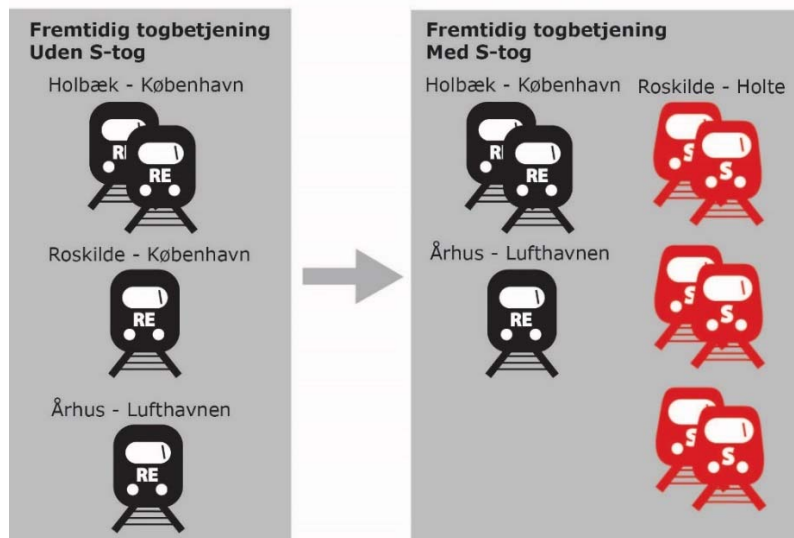 Fremtidig togbetjening
Uden S-tog
Holbæk - København
RE
RE
Roskilde - København
RE
Århus - Lufthavnen
RE
Fremtidig togbetjening
Med S-tog
Holbæk - København
Roskilde - Holte
RE
RE
S
S
Århus - Lufthavnen
RE
S
S
S
S